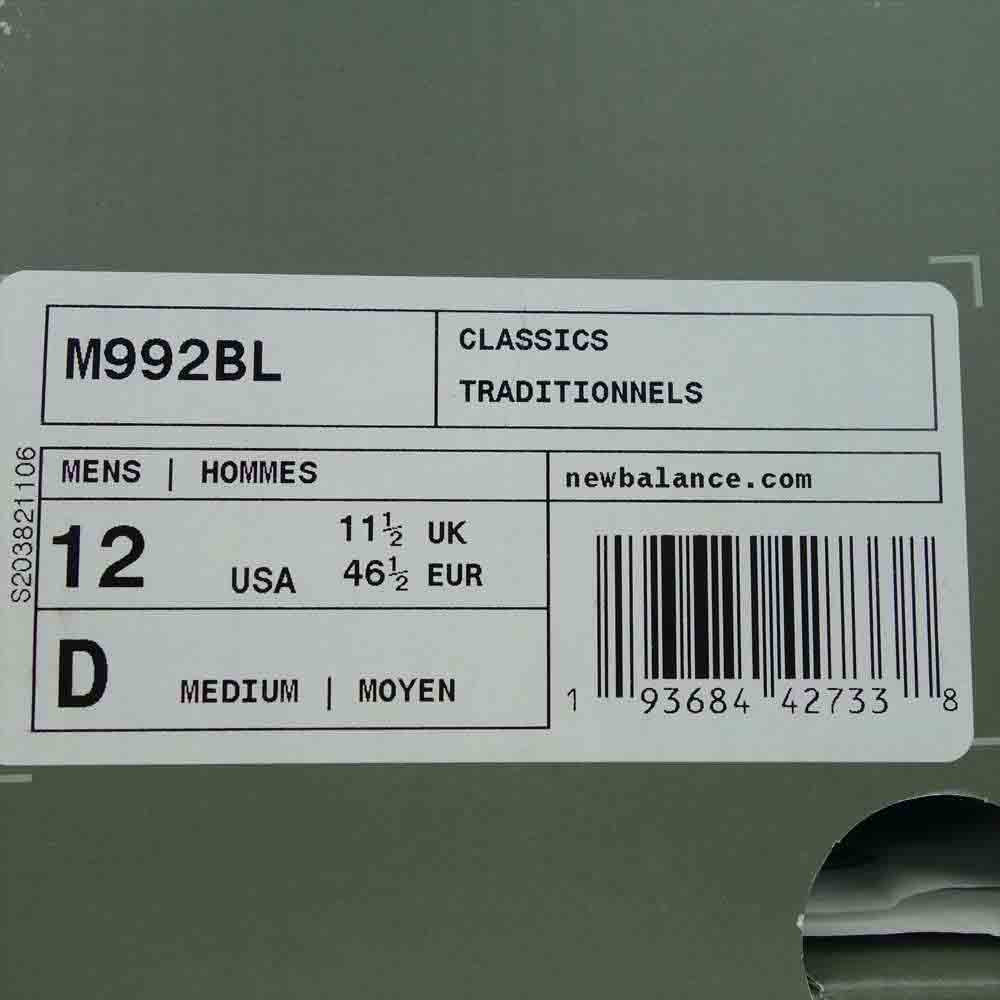 M992BL
CLASSICS
TRADITIONNELS
S203821106
MENS | HOMMES
newbalance.com
12 USA
11½ UK
46½ EUR
D MEDIUM | MOYEN
1 93684 42733 8